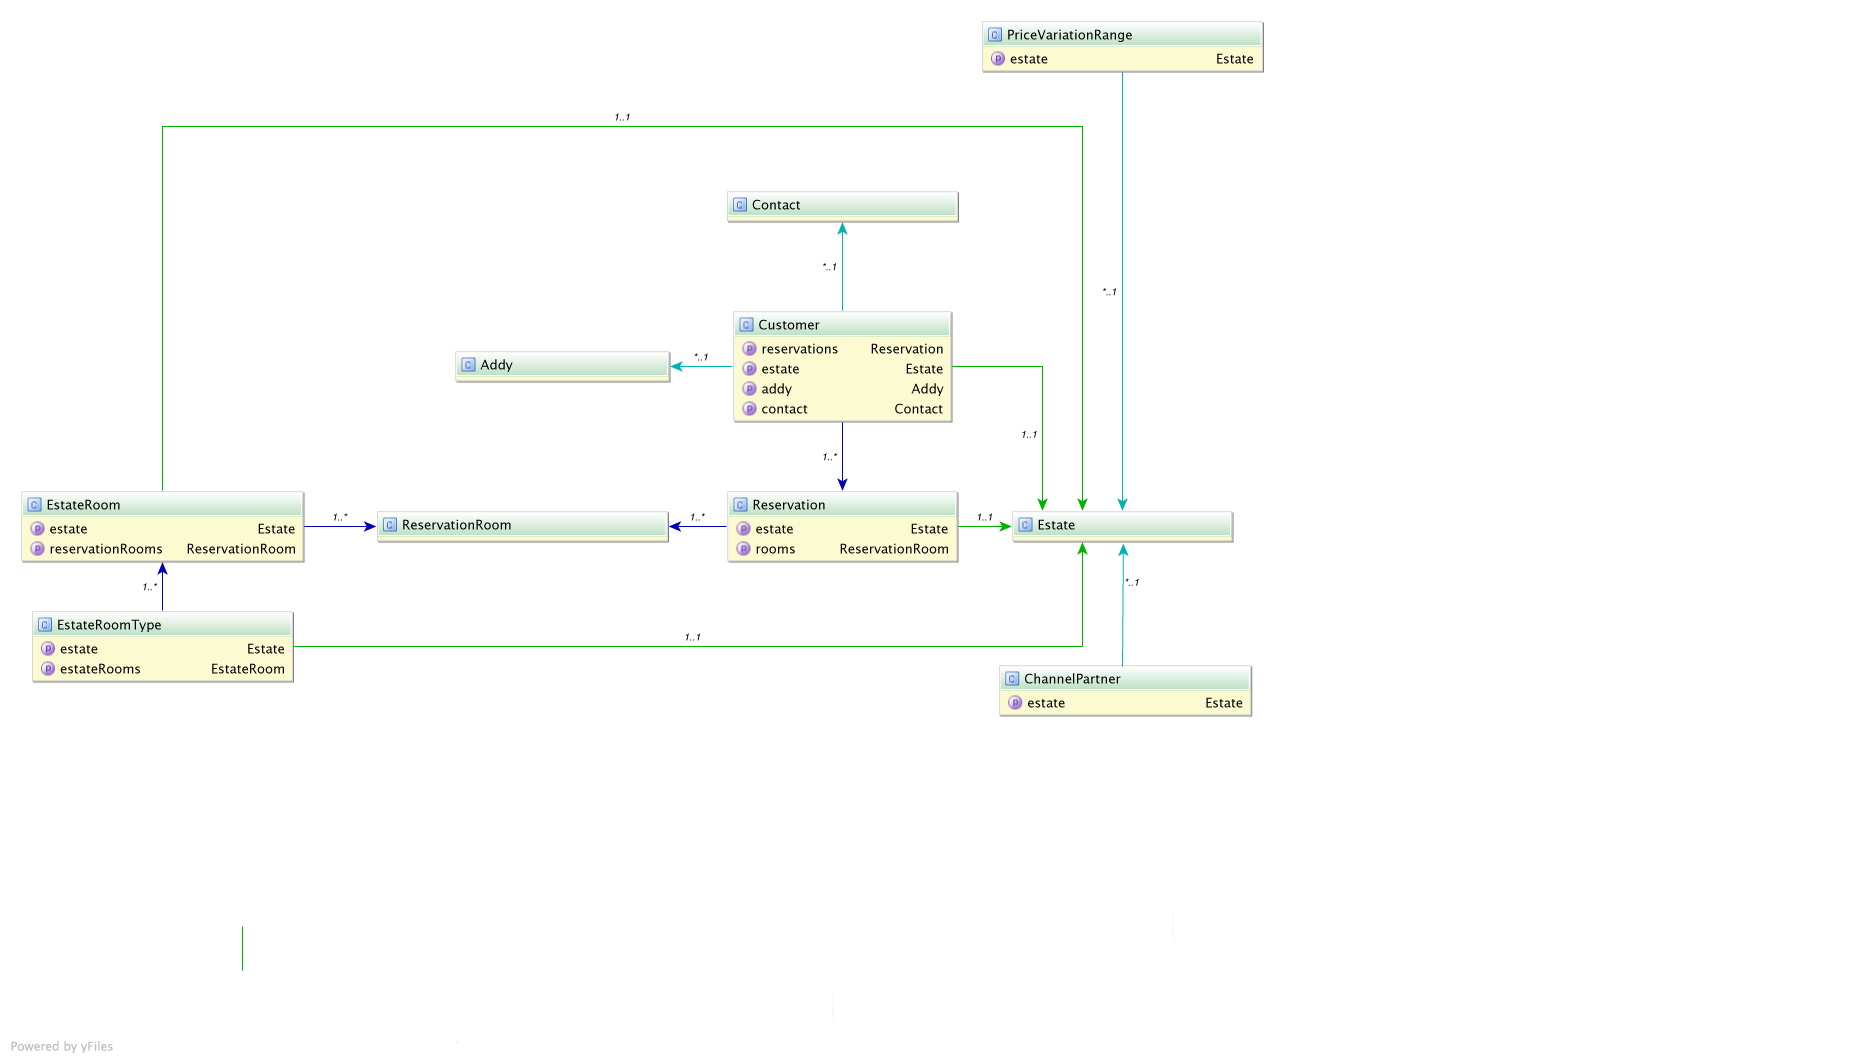 PriceVariationRange
estate Estate
1..1
Contact
*..1
*..1
Customer
reservations Reservation
estate Estate
addy Addy
contact Contact
Addy
*..1
1..1
1..*
EstateRoom
estate Estate
reservationRooms ReservationRoom
1..*
ReservationRoom
1..*
Reservation
estate Estate
rooms ReservationRoom
1..1
Estate
1..*
*..1
EstateRoomType
estate Estate
estateRooms EstateRoom
1..1
ChannelPartner
estate Estate
Powered by yFiles